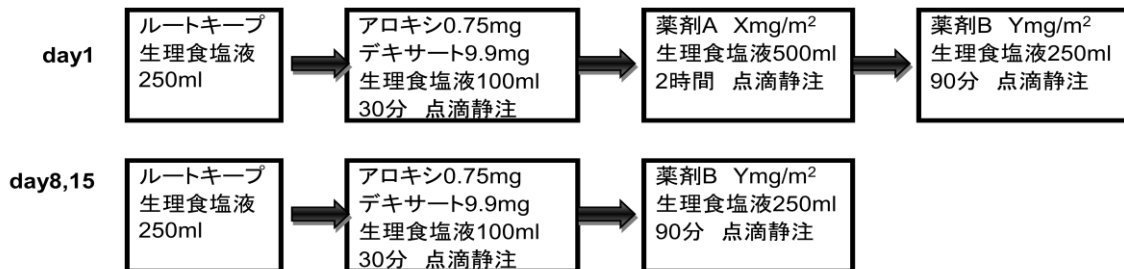 day1
ルートキープ
生理食塩液
250ml
アロキシ0.75mg
デキサート9.9mg
生理食塩液100ml
30分 点滴静注
薬剤A Xmg/m²
生理食塩液500ml
2時間 点滴静注
薬剤B Ymg/m²
生理食塩液250ml
90分 点滴静注
day8,15
ルートキープ
生理食塩液
250ml
アロキシ0.75mg
デキサート9.9mg
生理食塩液100ml
30分 点滴静注
薬剤B Ymg/m²
生理食塩液250ml
90分 点滴静注